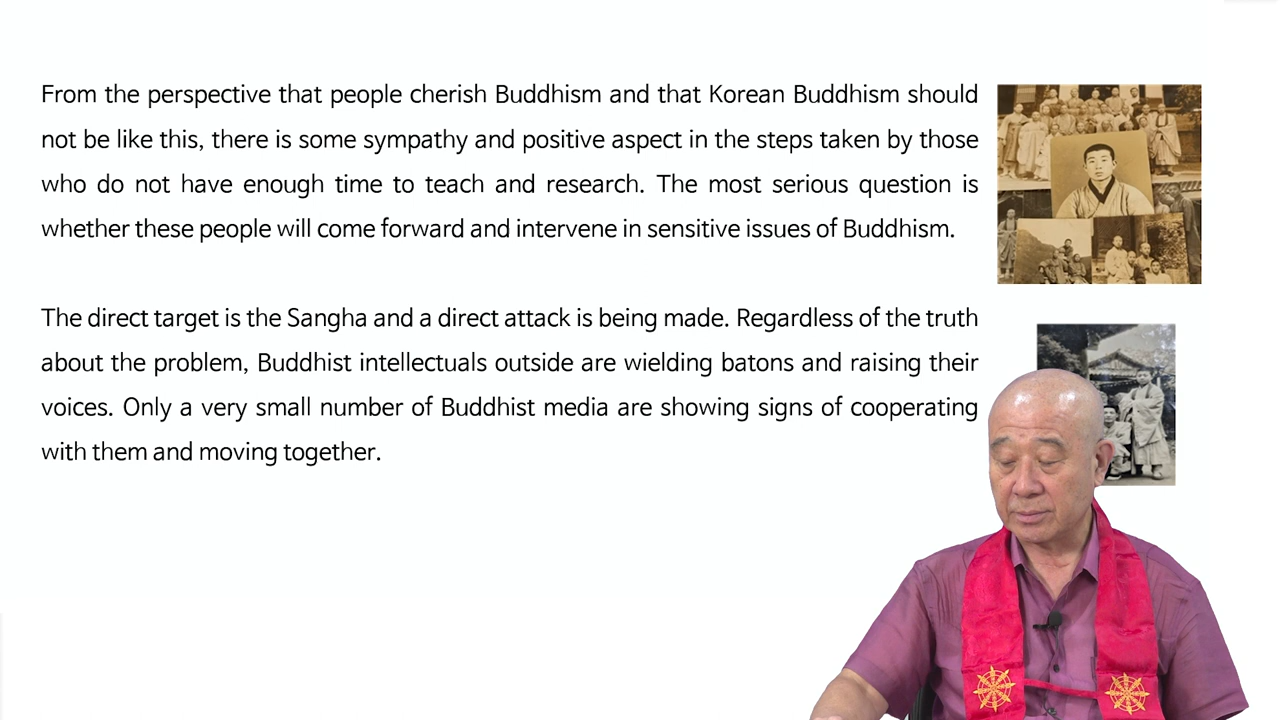 From the perspective that people cherish Buddhism and that Korean Buddhism should
not be like this, there is some sympathy and positive aspect in the steps taken by those
who do not have enough time to teach and research. The most serious question is
whether these people will come forward and intervene in sensitive issues of Buddhism.
The direct target is the Sangha and a direct attack is being made. Regardless of the truth
about the problem, Buddhist intellectuals outside are wielding batons and raising their
voices. Only a very small number of Buddhist media are showing signs of cooperating
with them and moving together.